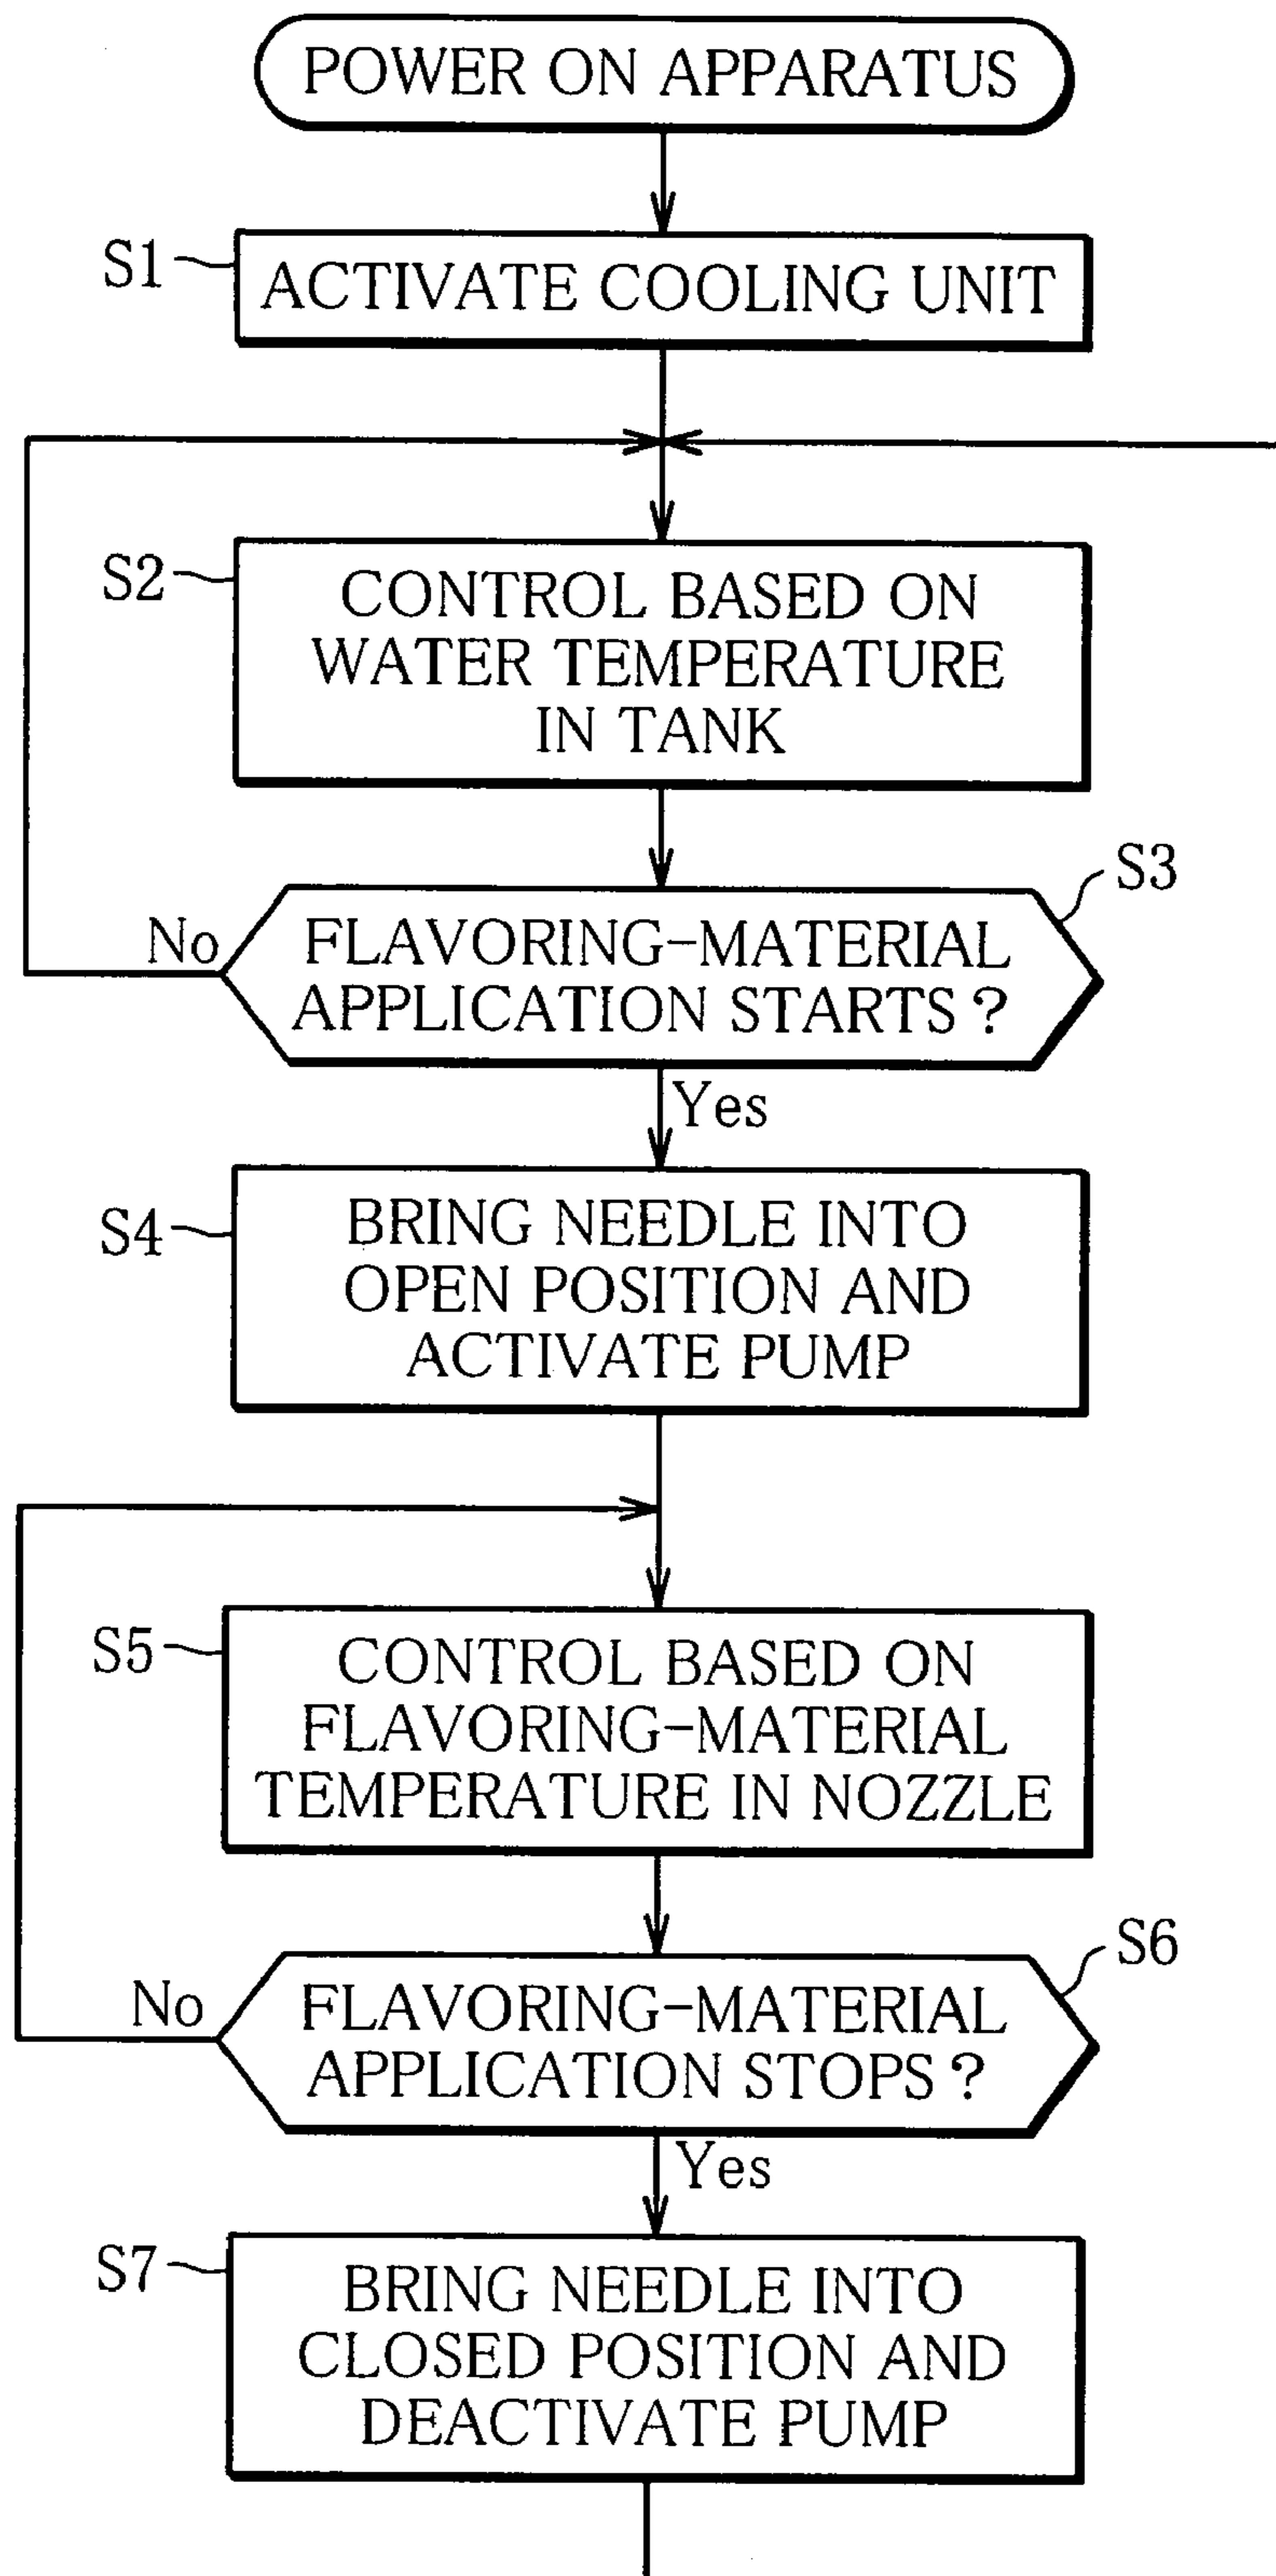 POWER ON APPARATUS
S1
ACTIVATE COOLING UNIT
S2
CONTROL BASED ON
WATER TEMPERATURE
IN TANK
S3
No
FLAVORING-MATERIAL
APPLICATION STARTS ?
Yes
S4
BRING NEEDLE INTO
OPEN POSITION AND
ACTIVATE PUMP
S5
CONTROL BASED ON
FLAVORING-MATERIAL
TEMPERATURE IN NOZZLE
S6
No
FLAVORING-MATERIAL
APPLICATION STOPS ?
Yes
S7
BRING NEEDLE INTO
CLOSED POSITION AND
DEACTIVATE PUMP